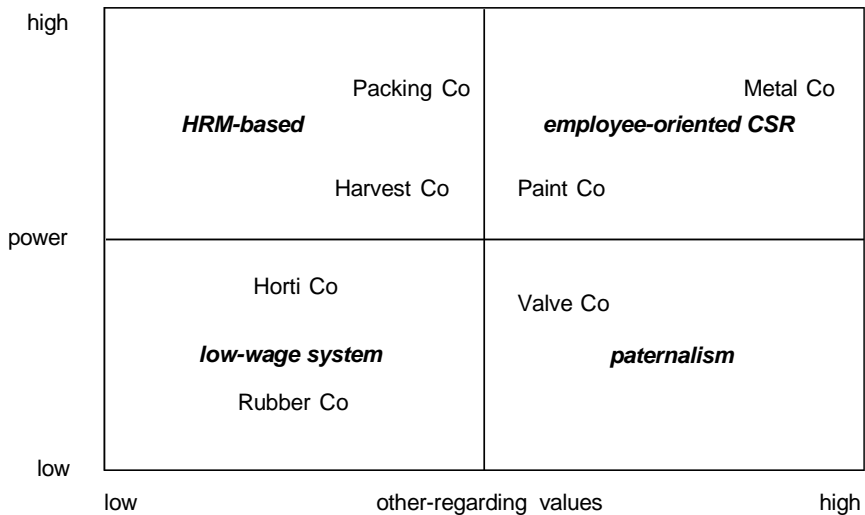 high
Packing Co
Metal Co
HRM-based
employee-oriented CSR
Harvest Co
Paint Co
power
Horti Co
Valve Co
low-wage system
paternalism
Rubber Co
low
low
other-regarding values
high